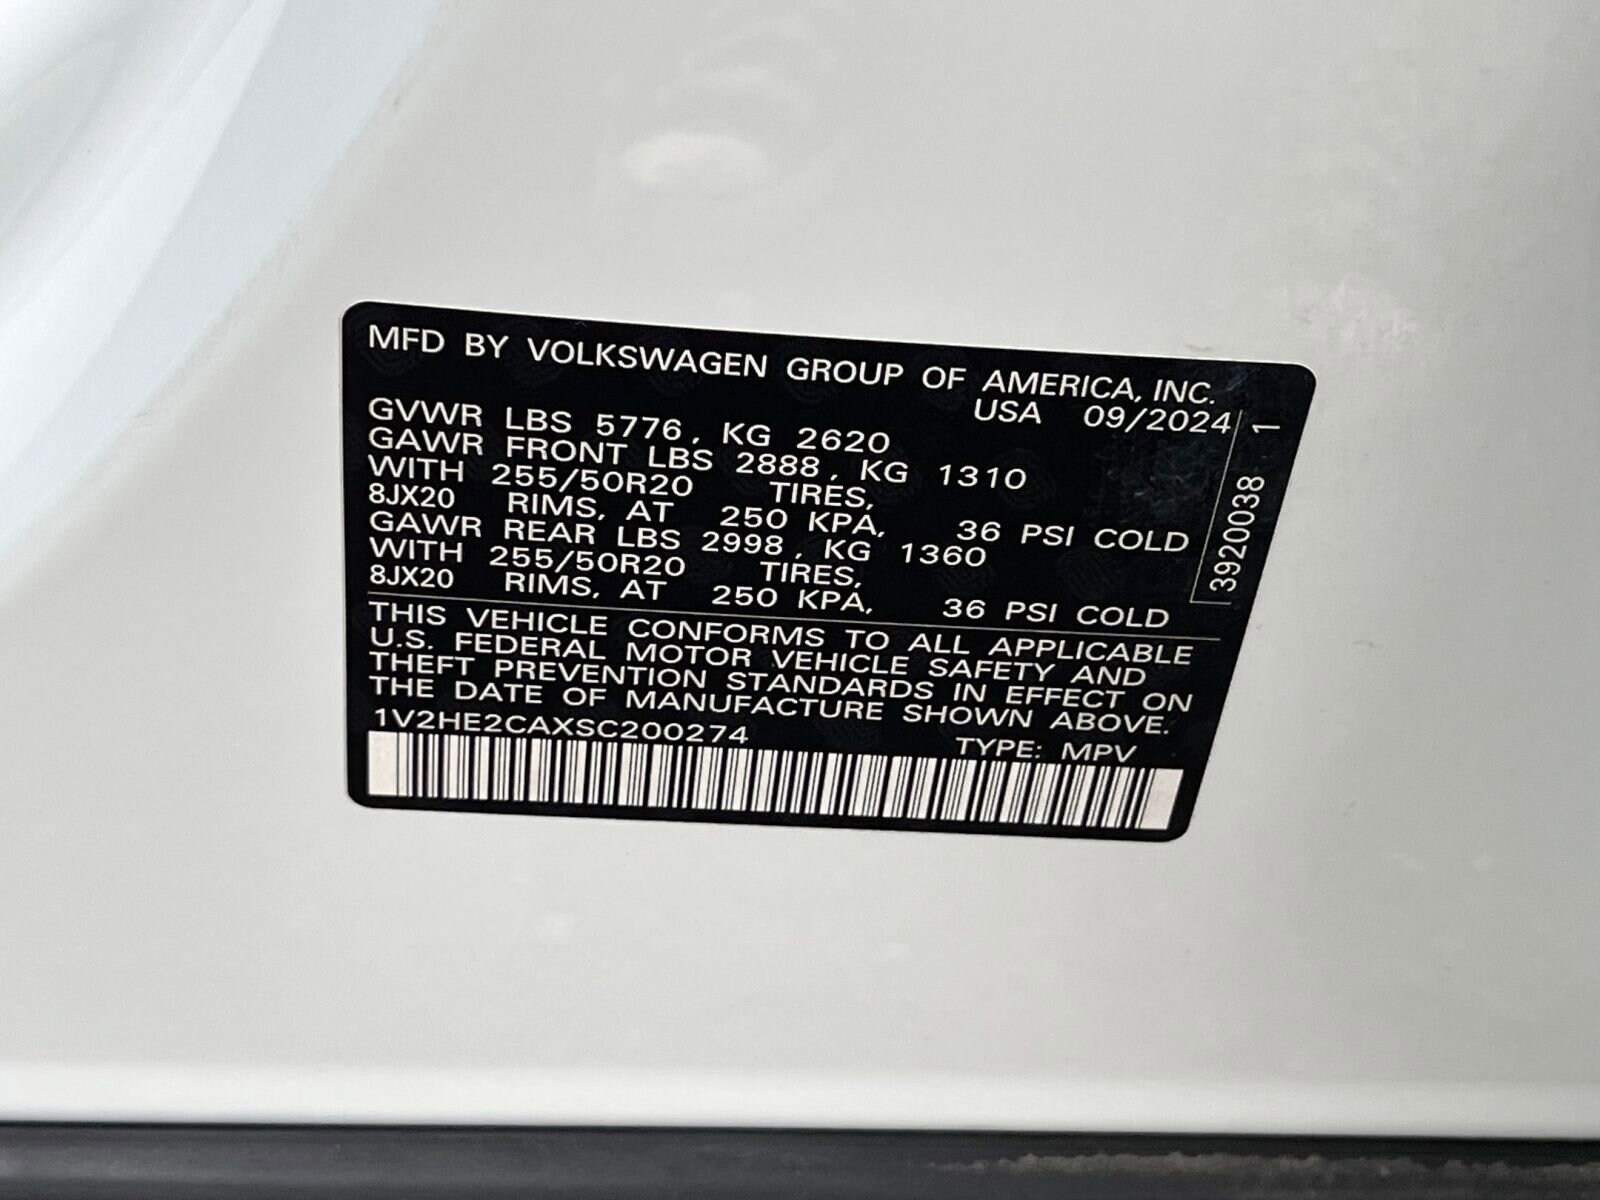 MFD BY VOLKSWAGEN GROUP OF AMERICA, INC.
USA 09/2024
GVWR LBS 5776, KG 2620
GAWR FRONT LBS 2888, KG 1310
WITH 255/50R20 TIRES,
8JX20 RIMS, AT 250 KPA, 36 PSI COLD
GAWR REAR LBS 2998, KG 1360
WITH 255/50R20 TIRES,
8JX20 RIMS, AT 250 KPA, 36 PSI COLD
THIS VEHICLE CONFORMS TO ALL APPLICABLE
U.S. FEDERAL MOTOR VEHICLE SAFETY AND
THEFT PREVENTION STANDARDS IN EFFECT ON
THE DATE OF MANUFACTURE SHOWN ABOVE.
1V2HE2CAXSC200274 TYPE: MPV
3920038 1